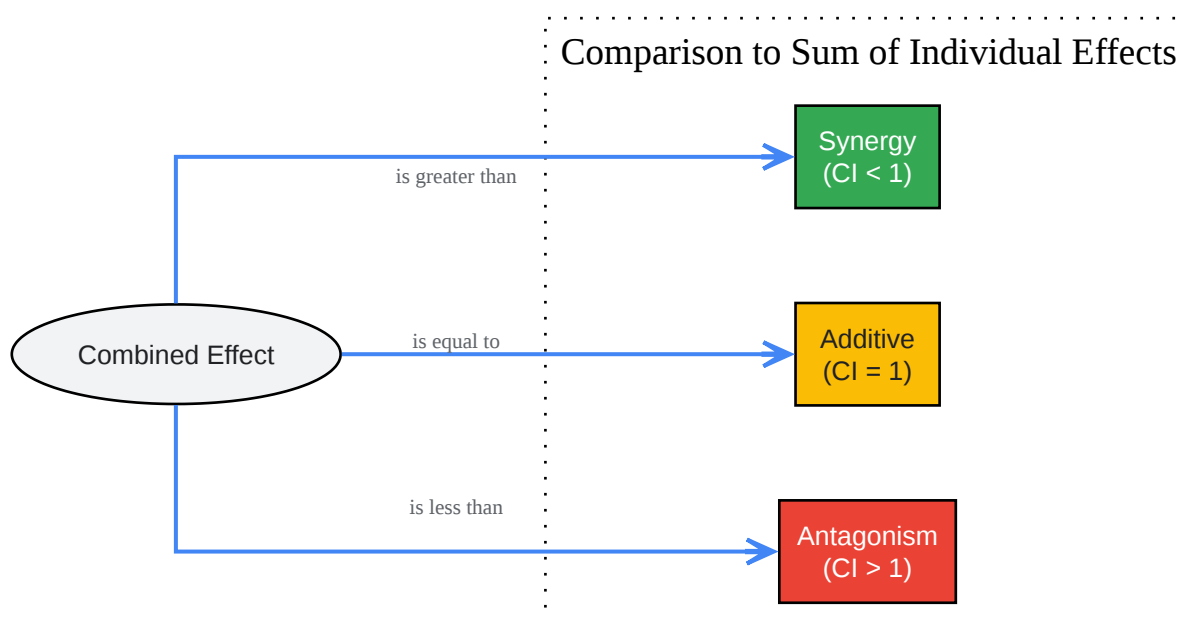 Comparison to Sum of Individual Effects
Synergy
(CI < 1)
is greater than
Combined Effect
is equal to
Additive
(CI = 1)
is less than
Antagonism
(CI > 1)